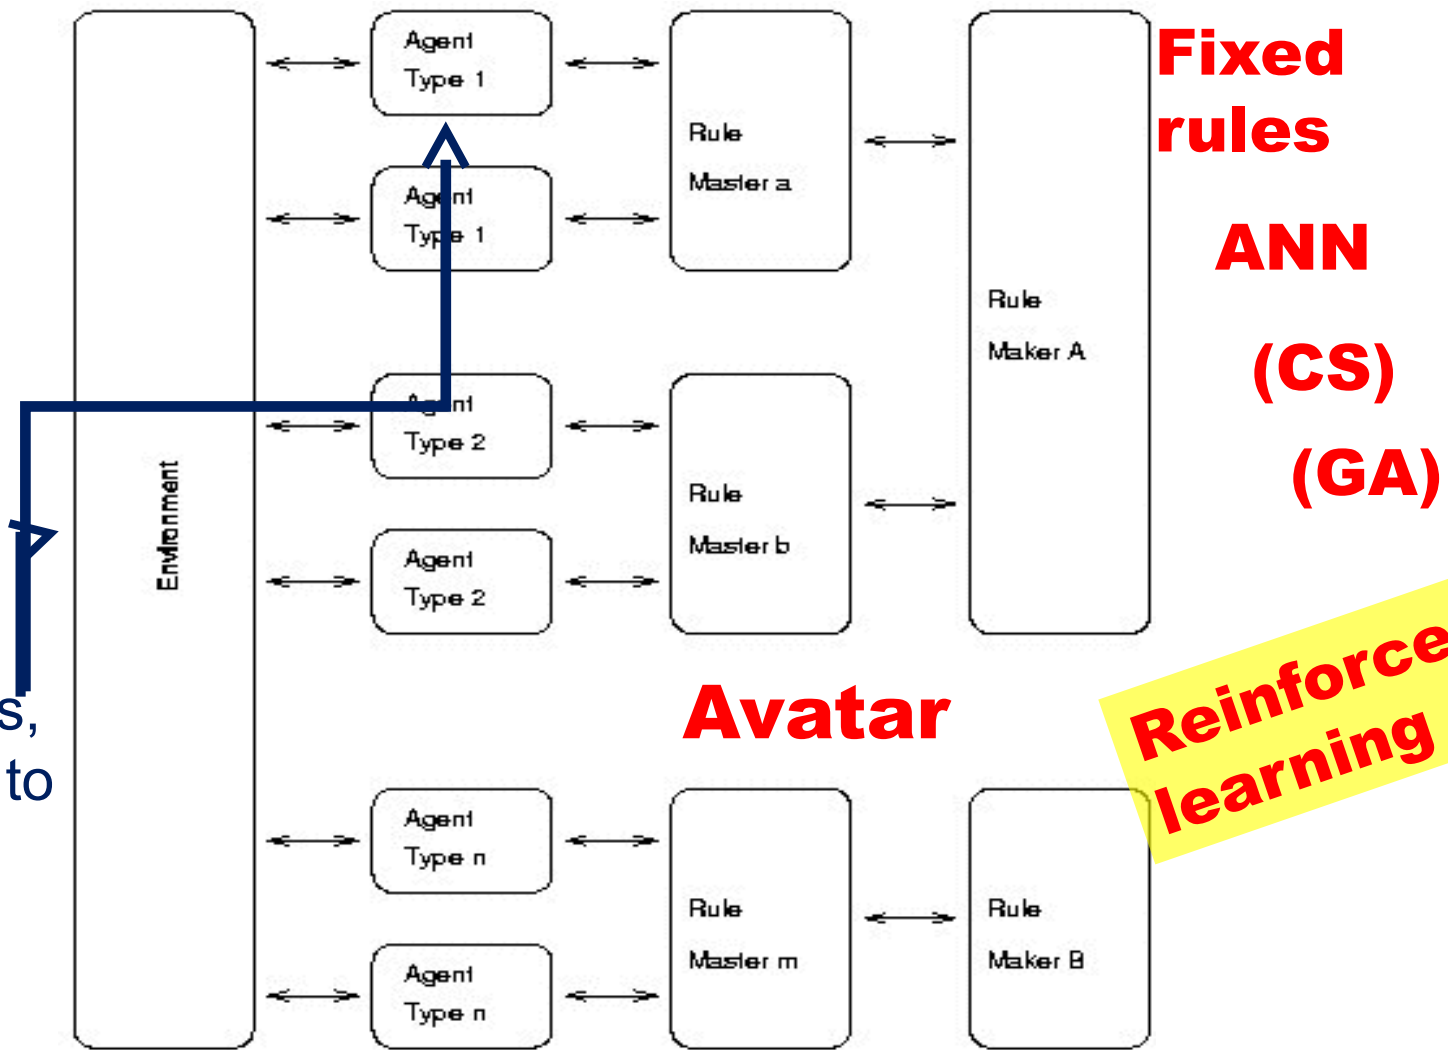 Environment
Agent
Type 1
Agent
Type 1
Agent
Type 2
Agent
Type 2
Agent
Type n
Agent
Type n
Rule
Master a
Rule
Master b
Rule
Master m
Rule
Maker A
Rule
Maker B
Fixed
rules
ANN
(CS)
(GA)
Avatar
Reinforce
learning
s,
to